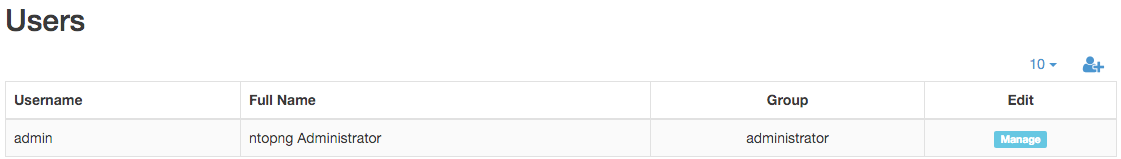 Users
10
Username Full Name Group Edit
admin ntopng Administrator administrator Manage